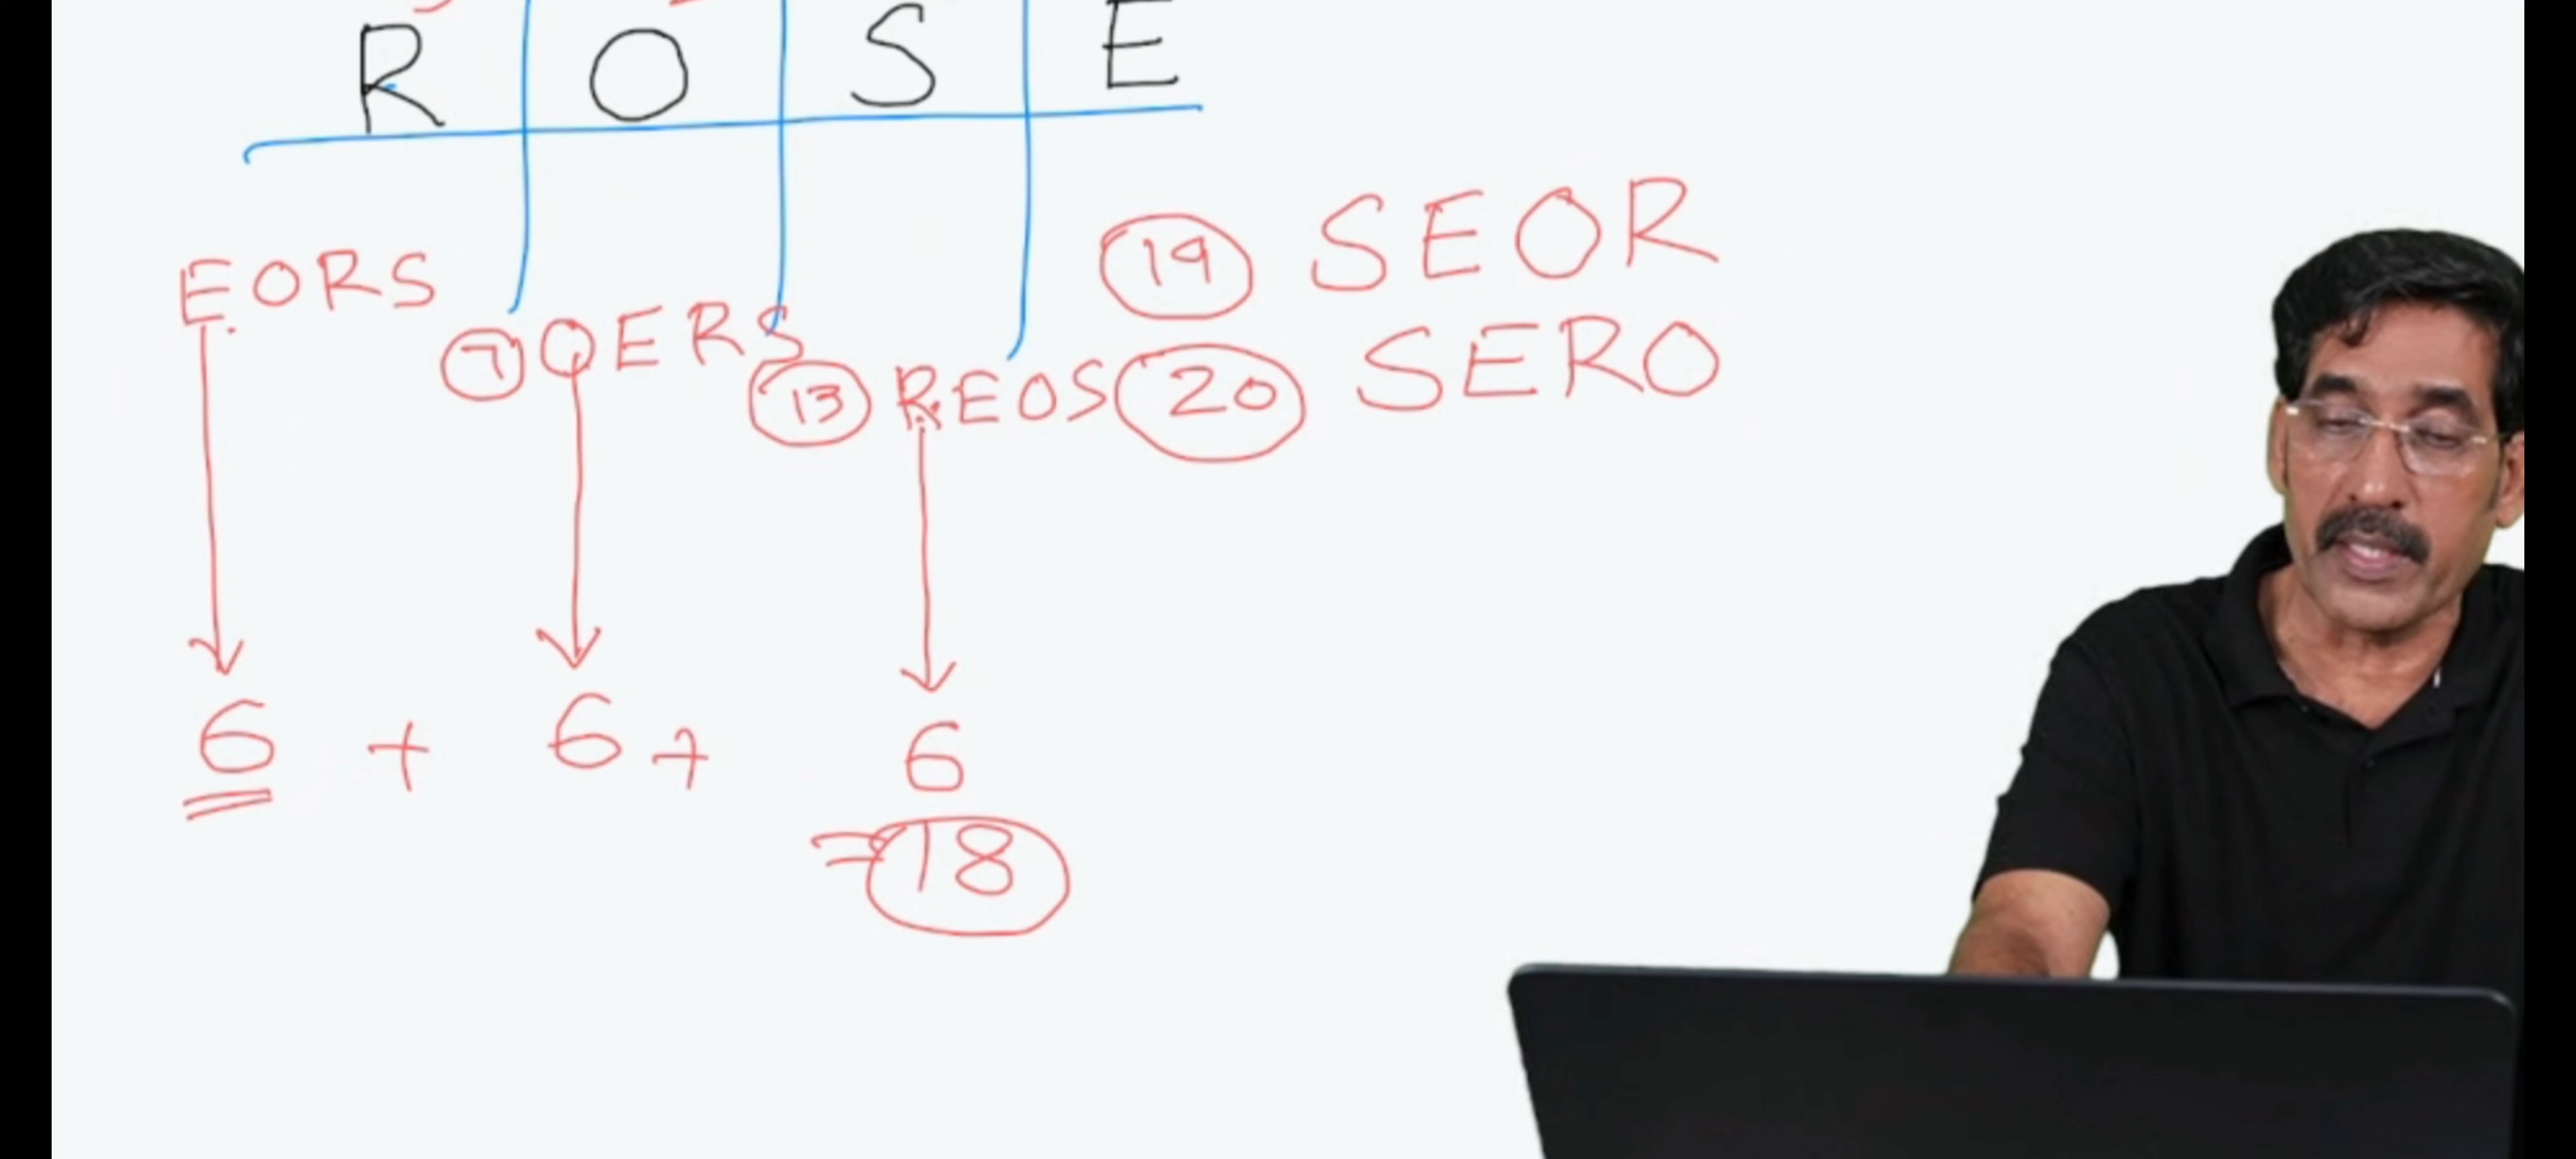 R O S E
EORS
7 OERS
13 REOS
19 SEOR
20 SERO
6 + 6 + 6
= 18